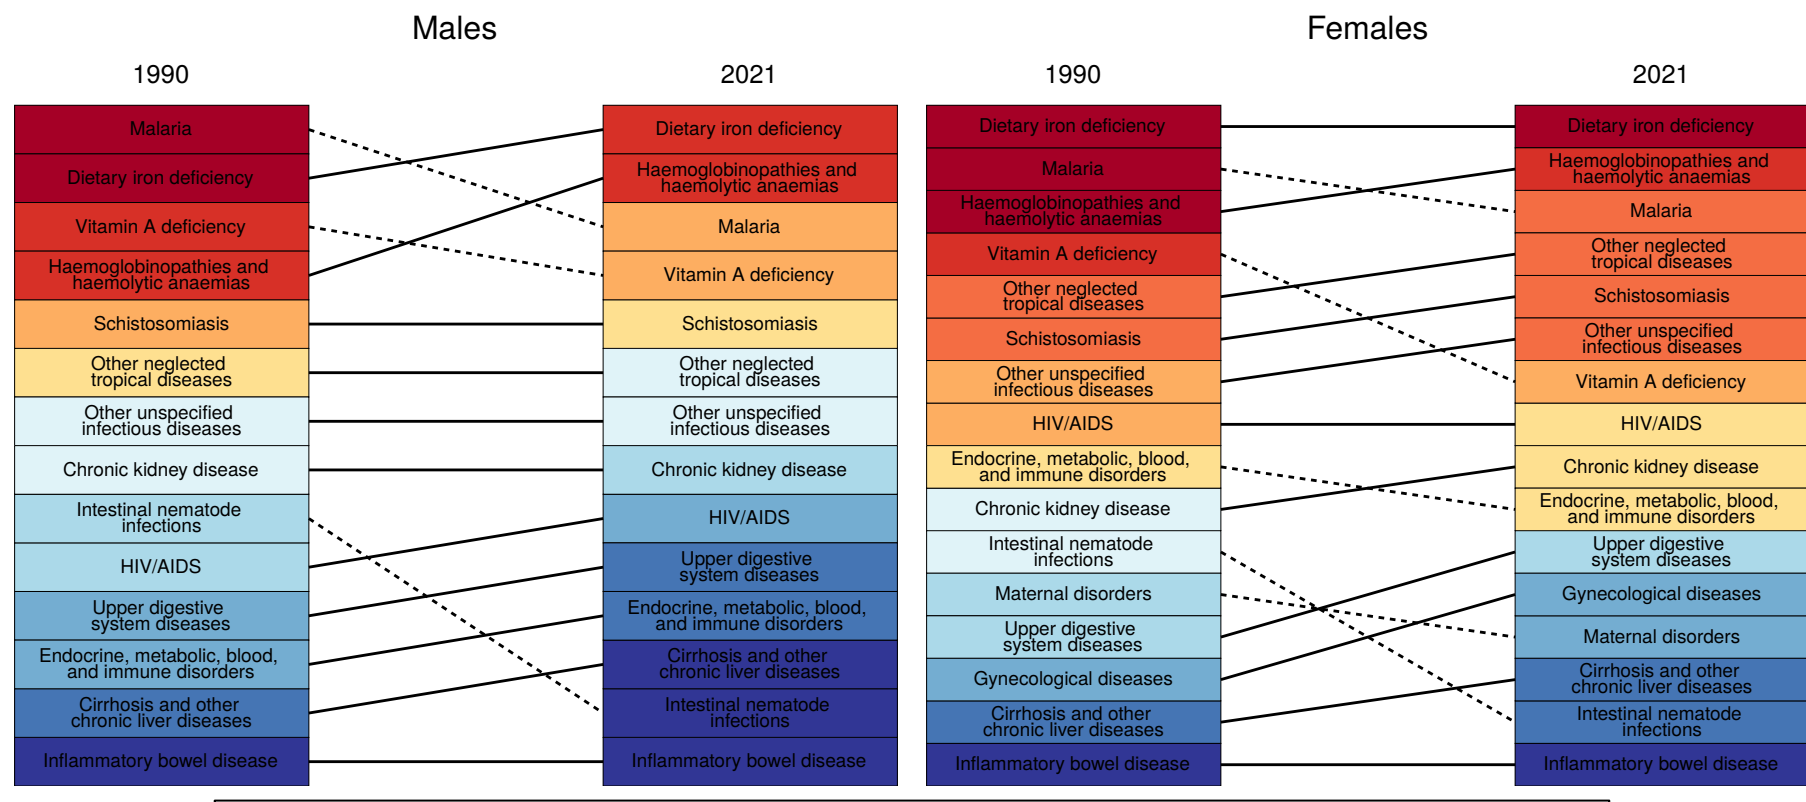 Males
1990
2021
Malaria
Dietary iron deficiency
Vitamin A deficiency
Haemoglobinopathies and
haemolytic anaemias
Schistosomiasis
Other neglected
tropical diseases
Other unspecified
infectious diseases
Chronic kidney disease
Intestinal nematode
infections
HIV/AIDS
Upper digestive
system diseases
Endocrine, metabolic, blood,
and immune disorders
Cirrhosis and other
chronic liver diseases
Inflammatory bowel disease
Dietary iron deficiency
Haemoglobinopathies and
haemolytic anaemias
Malaria
Vitamin A deficiency
Schistosomiasis
Other neglected
tropical diseases
Other unspecified
infectious diseases
Chronic kidney disease
HIV/AIDS
Upper digestive
system diseases
Endocrine, metabolic, blood,
and immune disorders
Cirrhosis and other
chronic liver diseases
Intestinal nematode
infections
Inflammatory bowel disease
Females
1990
2021
Dietary iron deficiency
Malaria
Haemoglobinopathies and
haemolytic anaemias
Vitamin A deficiency
Other neglected
tropical diseases
Schistosomiasis
Other unspecified
infectious diseases
HIV/AIDS
Endocrine, metabolic, blood,
and immune disorders
Chronic kidney disease
Intestinal nematode
infections
Maternal disorders
Upper digestive
system diseases
Gynecological diseases
Cirrhosis and other
chronic liver diseases
Inflammatory bowel disease
Dietary iron deficiency
Haemoglobinopathies and
haemolytic anaemias
Malaria
Other neglected
tropical diseases
Schistosomiasis
Other unspecified
infectious diseases
Vitamin A deficiency
HIV/AIDS
Chronic kidney disease
Endocrine, metabolic, blood,
and immune disorders
Upper digestive
system diseases
Gynecological diseases
Maternal disorders
Cirrhosis and other
chronic liver diseases
Intestinal nematode
infections
Inflammatory bowel disease